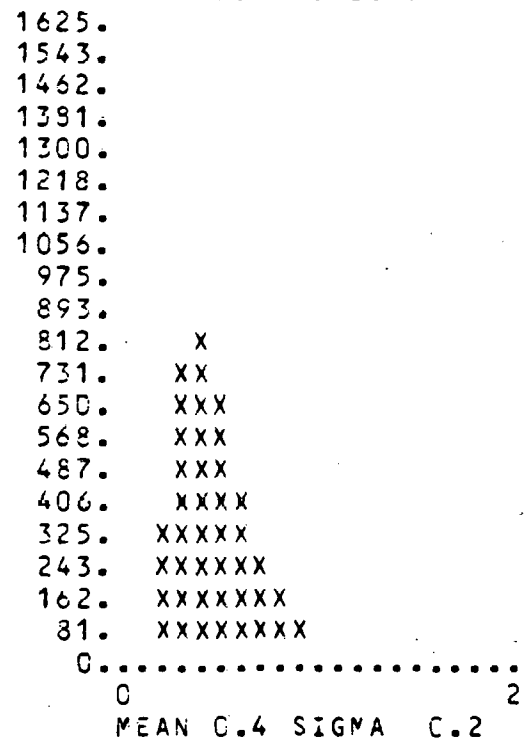 1625.
1543.
1462.
1381.
1300.
1218.
1137.
1056.
975.
893.
812. X
731. XX
650. XXX
568. XXX
487. XXX
406. XXXX
325. XXXXX
243. XXXXXX
162. XXXXXXX
81. XXXXXXXX
0.....................
0 2
MEAN 0.4 SIGMA 0.2